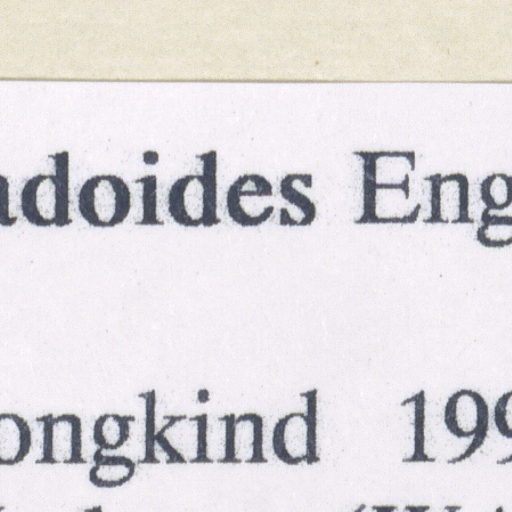 adoides Eng
ongkind 199